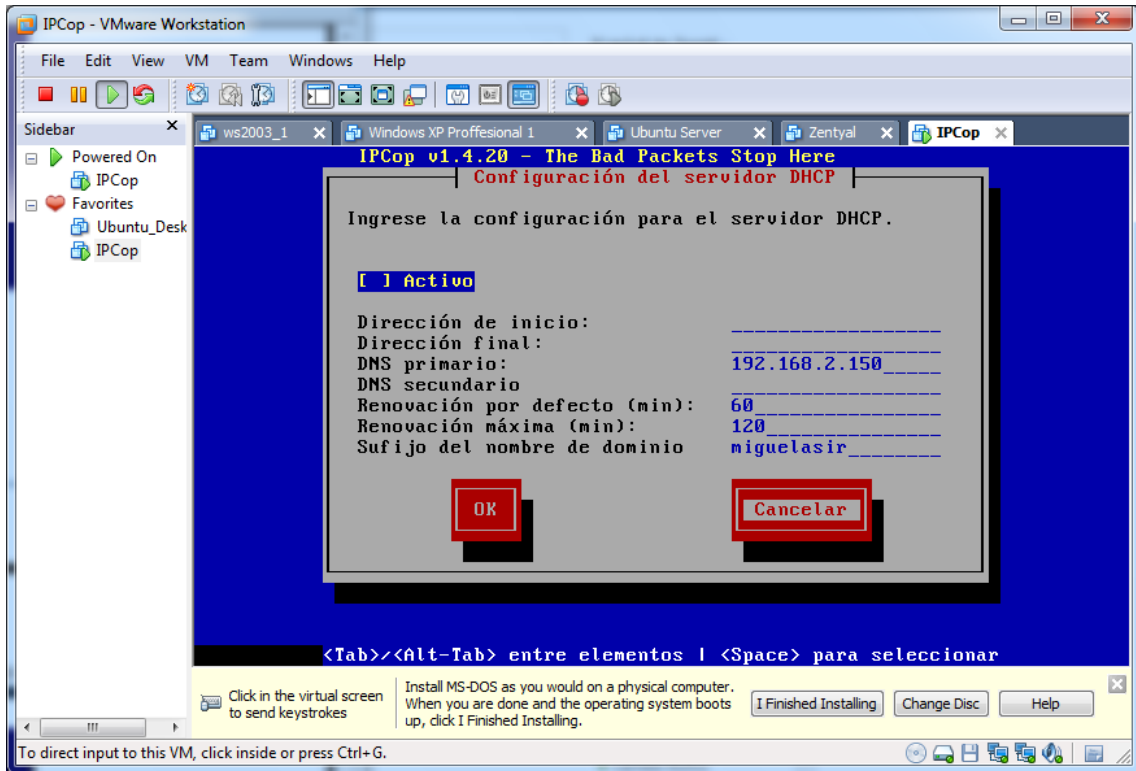 IPCop - VMware Workstation
File Edit View VM Team Windows Help
Sidebar
Powered On
IPCop
Favorites
Ubuntu_Desk
IPCop
ws2003_1 Windows XP Proffesional 1 Ubuntu Server Zentyal IPCop
IPCop v1.4.20 - The Bad Packets Stop Here
Configuración del servidor DHCP
Ingrese la configuración para el servidor DHCP.
[ ] Activo
Dirección de inicio:
Dirección final:
DNS primario: 192.168.2.150
DNS secundario
Renovación por defecto (min): 60
Renovación máxima (min): 120
Sufijo del nombre de dominio miguelasir
OK Cancelar
<Tab>/<Alt-Tab> entre elementos | <Space> para seleccionar
Click in the virtual screen
to send keystrokes
Install MS-DOS as you would on a physical computer.
When you are done and the operating system boots
up, click I Finished Installing.
I Finished Installing Change Disc Help
To direct input to this VM, click inside or press Ctrl+G.